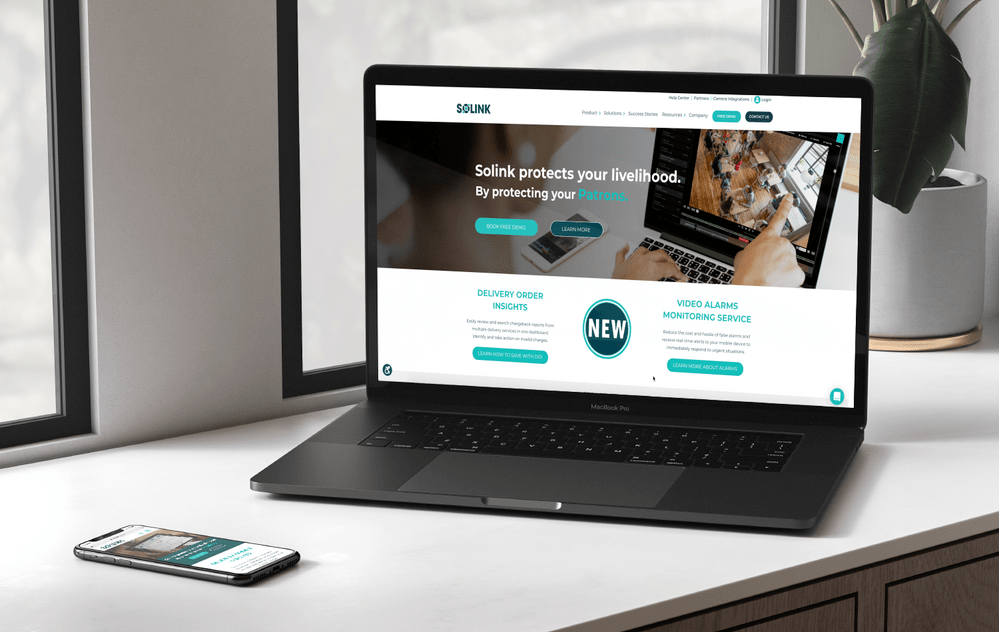 Help Center | Partners | Camera Integrations | Login
SOLINK
Product Solutions Success Stories Resources Company FREE DEMO CONTACT US
Solink protects your livelihood.
By protecting your Patrons.
BOOK FREE DEMO LEARN MORE
DELIVERY ORDER
INSIGHTS
Easily review and search chargeback reports from
multiple delivery services in one dashboard.
Identify and take action on invalid charges.
LEARN HOW TO SAVE WITH DOI
NEW
VIDEO ALARMS
MONITORING SERVICE
Reduce the cost and hassle of false alarms and
receive real time alerts to your mobile device to
immediately respond to urgent situations.
LEARN MORE ABOUT ALARMS
MacBook Pro
SOLINK